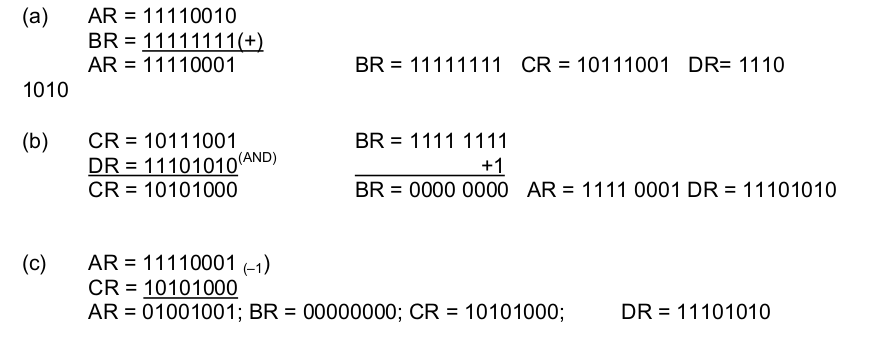 (a) AR = 11110010
BR = 11111111(+)
AR = 11110001 BR = 11111111 CR = 10111001 DR= 1110
1010
(b) CR = 10111001 BR = 1111 1111
DR = 11101010(AND) +1
CR = 10101000 BR = 0000 0000 AR = 1111 0001 DR = 11101010
(c) AR = 11110001 (–1)
CR = 10101000
AR = 01001001; BR = 00000000; CR = 10101000; DR = 11101010